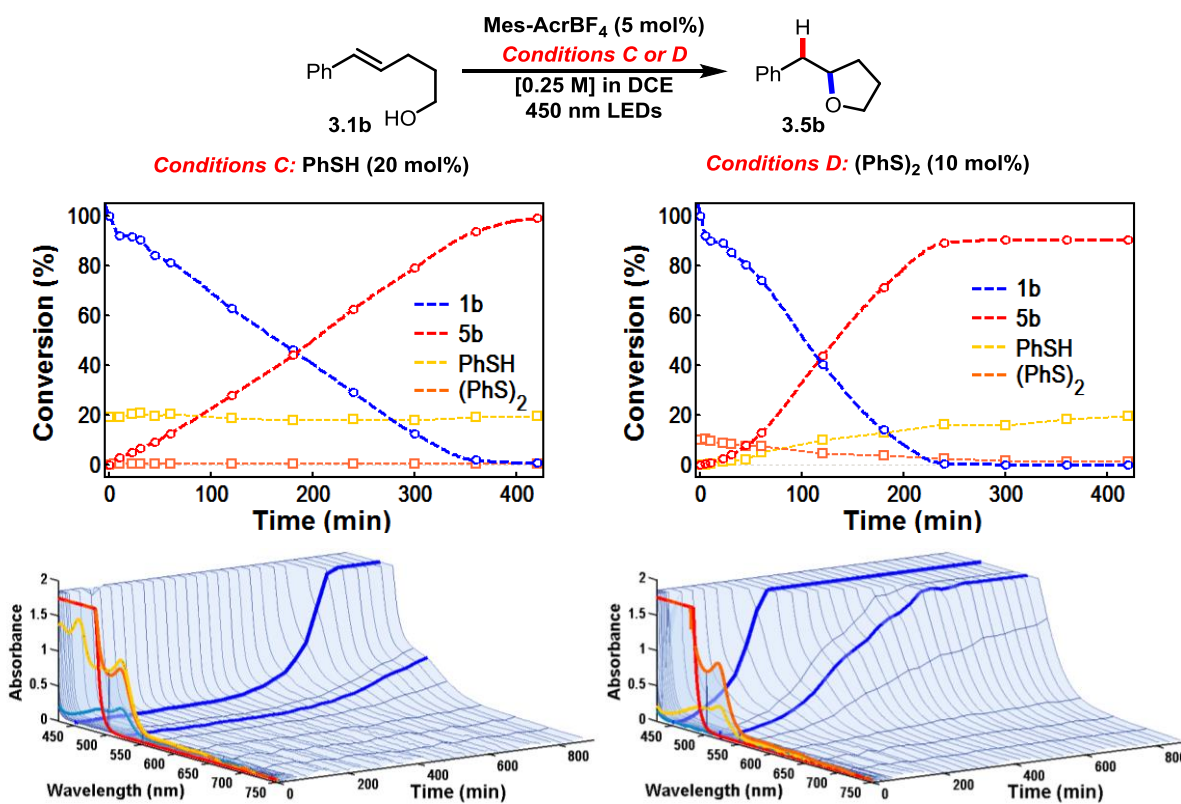 Mes-AcrBF4 (5 mol%)
Conditions C or D
[0.25 M] in DCE
450 nm LEDs
Ph
HO
3.1b
H
Ph
O
3.5b
Conditions C: PhSH (20 mol%)
Conditions D: (PhS)2 (10 mol%)
Conversion (%)
100
80
60
40
20
0
1b
5b
PhSH
(PhS)2
0 100 200 300 400
Time (min)
Conversion (%)
100
80
60
40
20
0
1b
5b
PhSH
(PhS)2
0 100 200 300 400
Time (min)
Absorbance
2
1.5
1
0.5
0
450
500
550
600
650
700
750
Wavelength (nm)
0 200 400 600 800
Time (min)
Absorbance
2
1.5
1
0.5
0
450
500
550
600
650
700
750
Wavelength (nm)
0 200 400 600 800
Time (min)